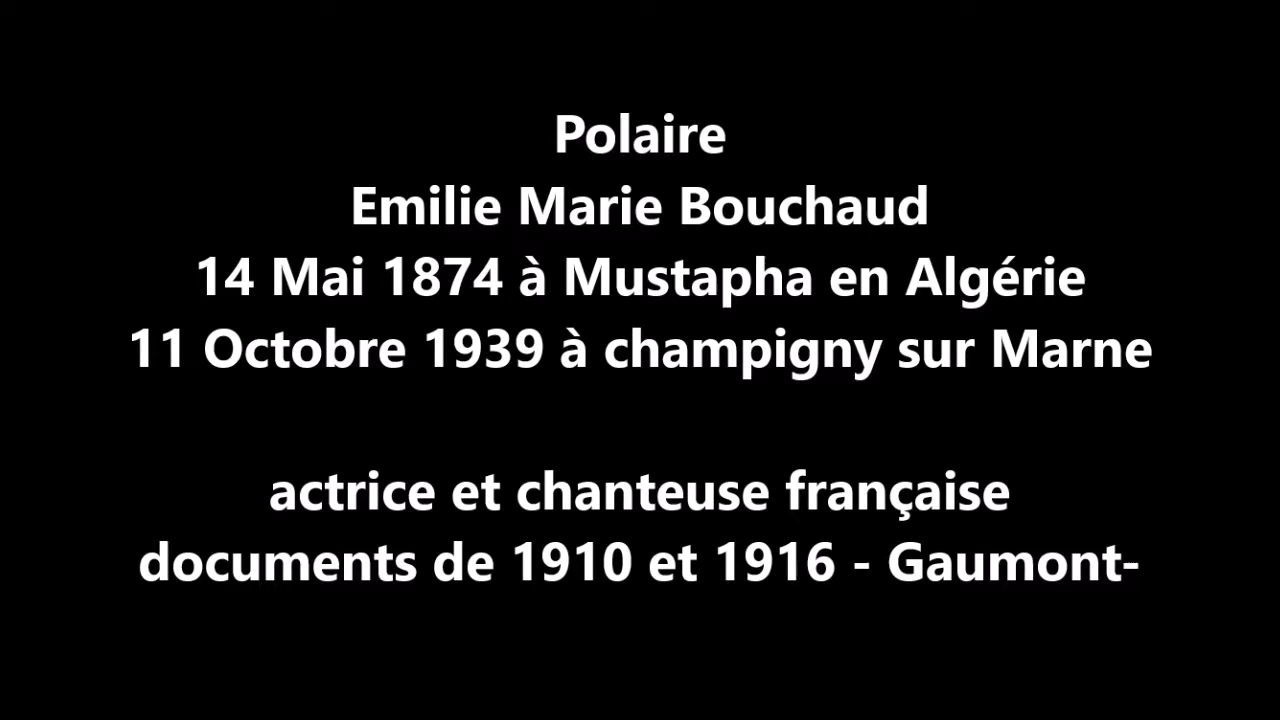 Polaire
Emilie Marie Bouchaud
14 Mai 1874 à Mustapha en Algérie
11 Octobre 1939 à champigny sur Marne
actrice et chanteuse française
documents de 1910 et 1916 - Gaumont-